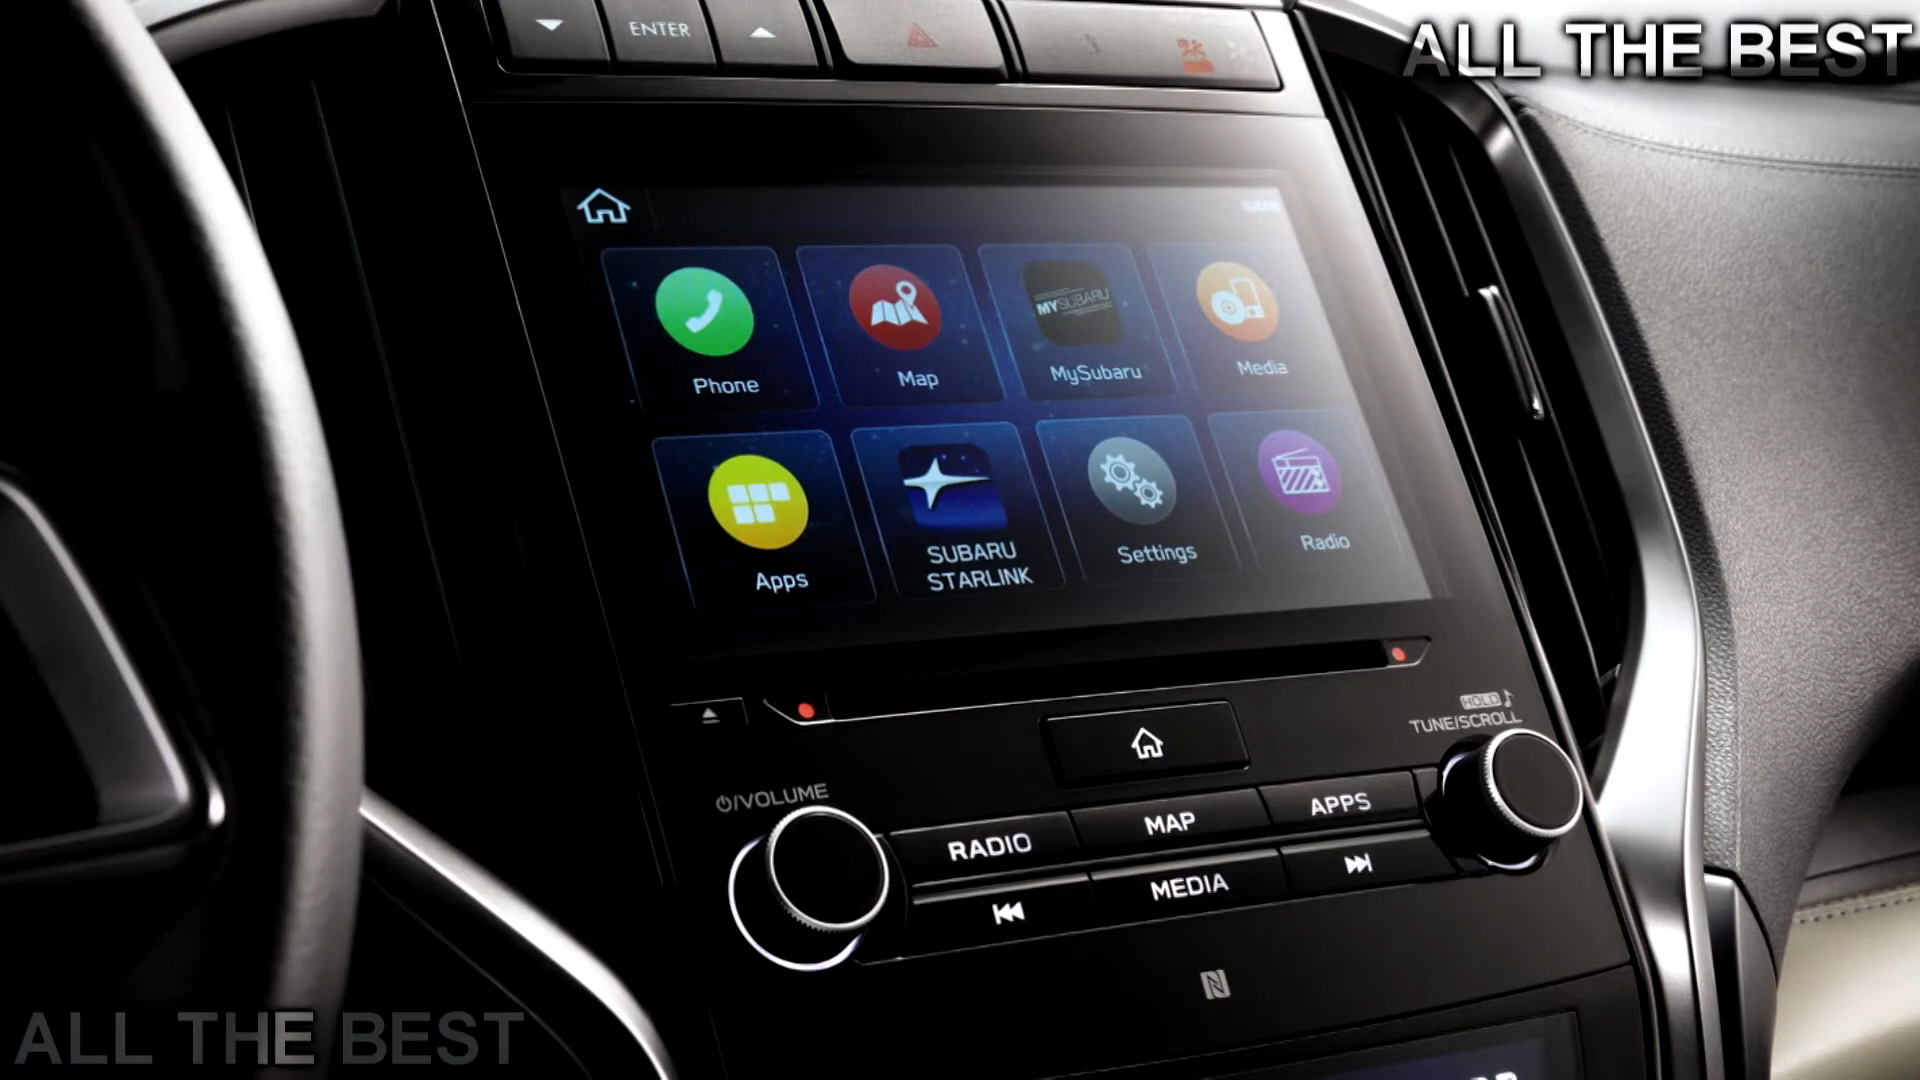 ENTER
ALL THE BEST
Phone
Map
MYSUBARU
MySubaru
Media
Apps
SUBARU
STARLINK
Settings
Radio
HOLD
TUNE/SCROLL
/VOLUME
RADIO
MAP
APPS
MEDIA
ALL THE BEST